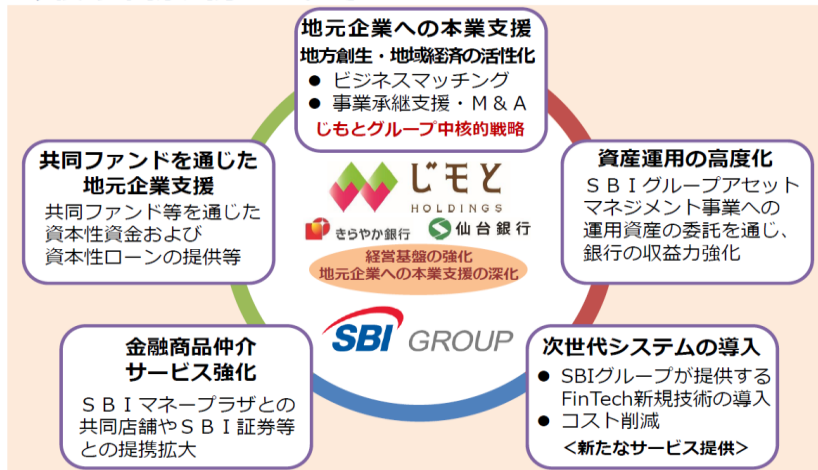 地元企業への本業支援
地方創生・地域経済の活性化
● ビジネスマッチング
● 事業承継支援・M＆A
じもとグループ中核的戦略
共同ファンドを通じた
地元企業支援
共同ファンド等を通じた
資本性資金および
資本性ローンの提供等
資産運用の高度化
ＳＢＩグループアセット
マネジメント事業への
運用資産の委託を通じ、
銀行の収益力強化
じモと
HOLDINGS
きらやか銀行 仙台銀行
経営基盤の強化
地元企業への本業支援の深化
SBI GROUP
金融商品仲介
サービス強化
ＳＢＩマネープラザとの
共同店舗やＳＢＩ証券等
との提携拡大
次世代システムの導入
● SBIグループが提供する
FinTech新規技術の導入
● コスト削減
＜新たなサービス提供＞